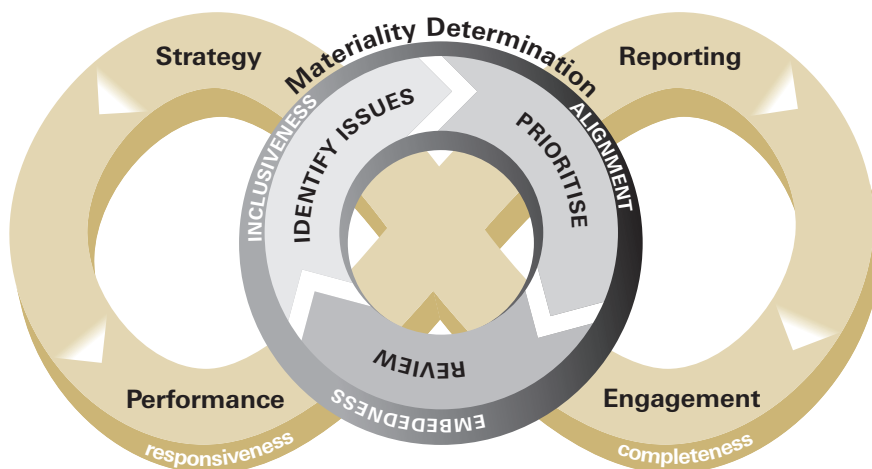 Materiality Determination
Strategy
Reporting
INCLUSIVENESS
IDENTIFY ISSUES
PRIORITISE
ALIGNMENT
REVIEW
EMBEDEDNESS
Performance
Engagement
responsiveness
completeness